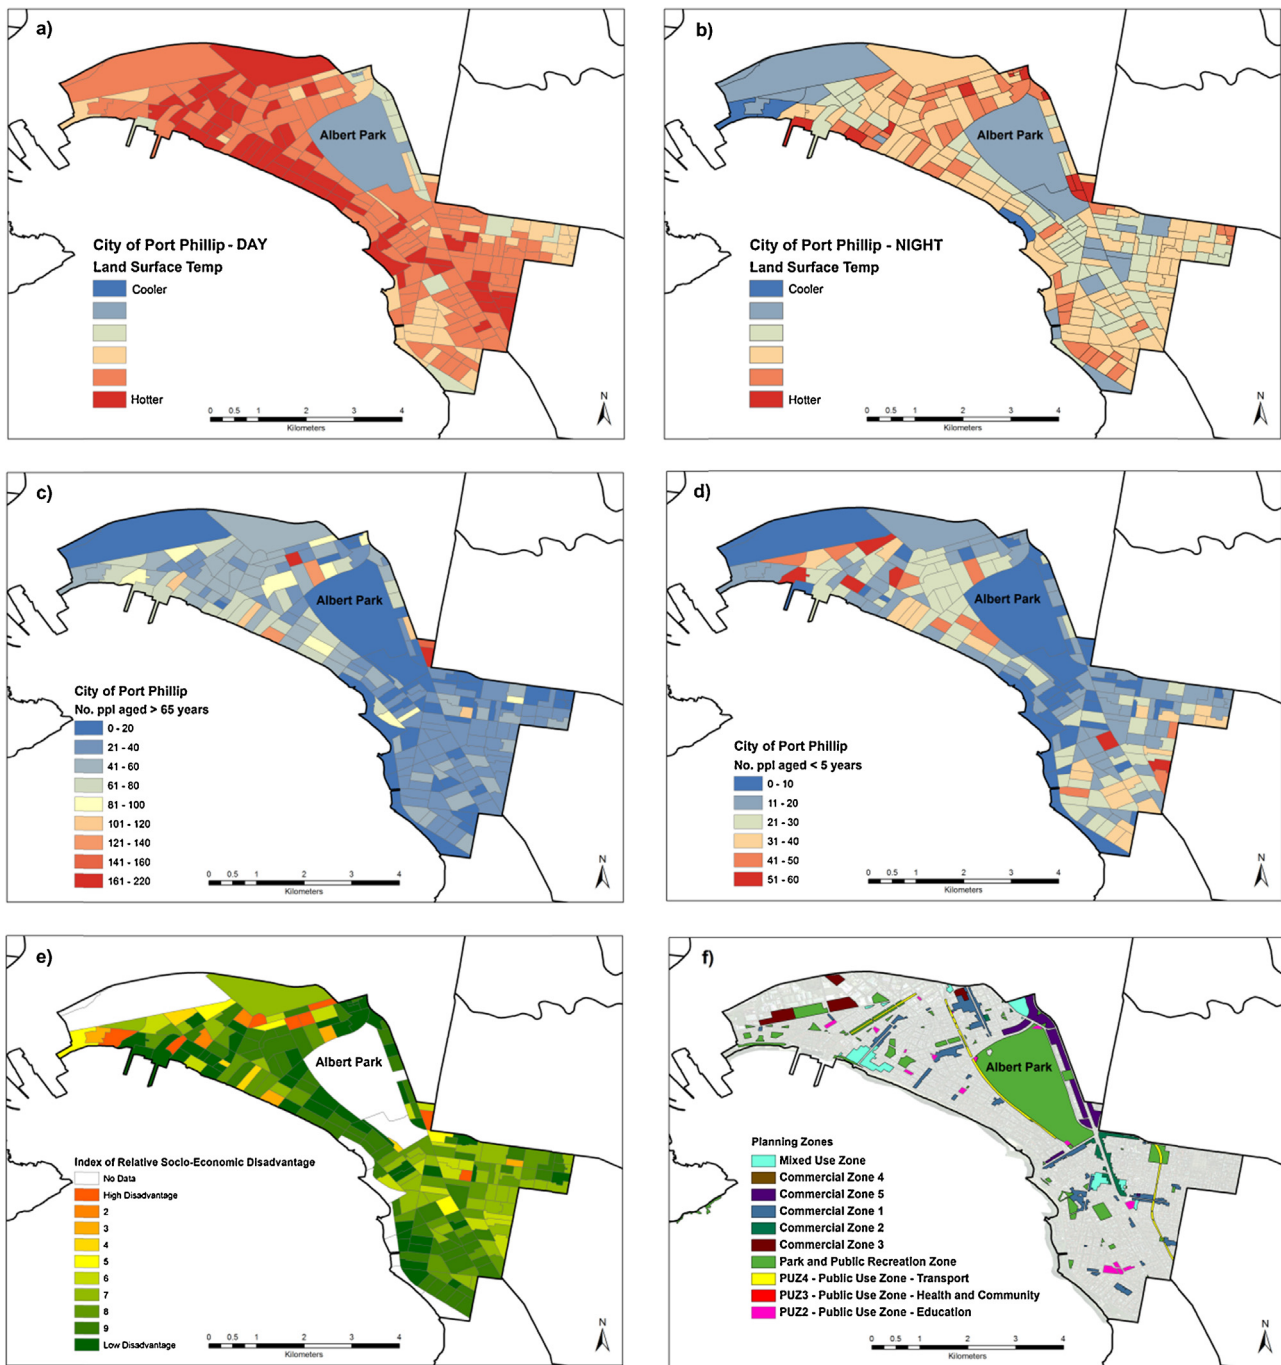 a)
Albert Park
City of Port Phillip - DAY
Land Surface Temp
Cooler
Hotter
N
0 0.5 1 2 3 4
Kilometers
b)
Albert Park
City of Port Phillip - NIGHT
Land Surface Temp
Cooler
Hotter
N
0 0.5 1 2 3 4
Kilometers
c)
Albert Park
City of Port Phillip
No. ppl aged > 65 years
0 - 20
21 - 40
41 - 60
61 - 80
81 - 100
101 - 120
121 - 140
141 - 160
161 - 220
N
0 0.5 1 2 3 4
Kilometers
d)
Albert Park
City of Port Phillip
No. ppl aged < 5 years
0 - 10
11 - 20
21 - 30
31 - 40
41 - 50
51 - 60
N
0 0.5 1 2 3 4
Kilometers
e)
Albert Park
Index of Relative Socio-Economic Disadvantage
No Data
High Disadvantage
2
3
4
5
6
7
8
9
Low Disadvantage
N
0 0.5 1 2 3 4
Kilometers
f)
Albert Park
Planning Zones
Mixed Use Zone
Commercial Zone 4
Commercial Zone 5
Commercial Zone 1
Commercial Zone 2
Commercial Zone 3
Park and Public Recreation Zone
PUZ4 - Public Use Zone - Transport
PUZ3 - Public Use Zone - Health and Community
PUZ2 - Public Use Zone - Education
N
0 0.5 1 2 3 4
Kilometers